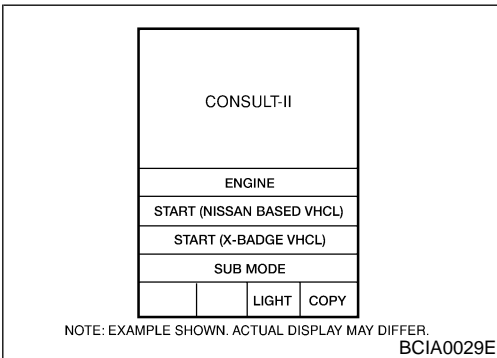 CONSULT-II
ENGINE
START (NISSAN BASED VHCL)
START (X-BADGE VHCL)
SUB MODE
LIGHT COPY
NOTE: EXAMPLE SHOWN. ACTUAL DISPLAY MAY DIFFER.
BCIA0029E